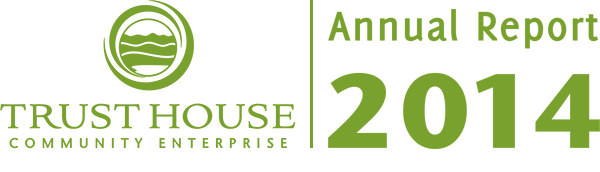 TRUST HOUSE
COMMUNITY ENTERPRISE
Annual Report
2014